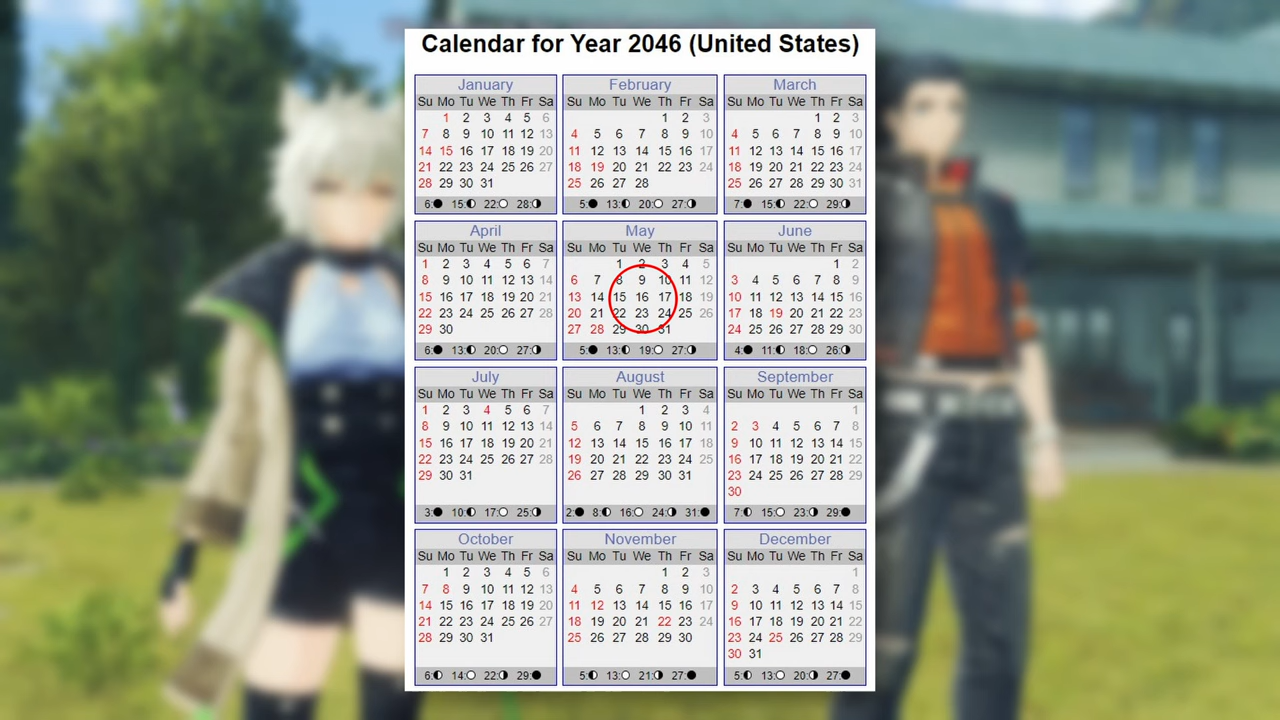 Calendar for Year 2046 (United States)
January February March
Su Mo Tu We Th Fr Sa Su Mo Tu We Th Fr Sa Su Mo Tu We Th Fr Sa
1 2 3 4 5 6 1 2 3 1 2 3
7 8 9 10 11 12 13 4 5 6 7 8 9 10 4 5 6 7 8 9 10
14 15 16 17 18 19 20 11 12 13 14 15 16 17 11 12 13 14 15 16 17
21 22 23 24 25 26 27 18 19 20 21 22 23 24 18 19 20 21 22 23 24
28 29 30 31 25 26 27 28 25 26 27 28 29 30 31
6: 15: 22: 28: 5: 13: 20: 27: 7: 15: 22: 29:
April May June
Su Mo Tu We Th Fr Sa Su Mo Tu We Th Fr Sa Su Mo Tu We Th Fr Sa
1 2 3 4 5 6 7 1 2 3 4 5 1 2
8 9 10 11 12 13 14 6 7 8 9 10 11 12 3 4 5 6 7 8 9
15 16 17 18 19 20 21 13 14 15 16 17 18 19 10 11 12 13 14 15 16
22 23 24 25 26 27 28 20 21 22 23 24 25 26 17 18 19 20 21 22 23
29 30 27 28 29 30 31 24 25 26 27 28 29 30
6: 13: 20: 27: 5: 13: 19: 27: 4: 11: 18: 26:
July August September
Su Mo Tu We Th Fr Sa Su Mo Tu We Th Fr Sa Su Mo Tu We Th Fr Sa
1 2 3 4 5 6 7 1 2 3 4 1
8 9 10 11 12 13 14 5 6 7 8 9 10 11 2 3 4 5 6 7 8
15 16 17 18 19 20 21 12 13 14 15 16 17 18 9 10 11 12 13 14 15
22 23 24 25 26 27 28 19 20 21 22 23 24 25 16 17 18 19 20 21 22
29 30 31 26 27 28 29 30 31 23 24 25 26 27 28 29
30
3: 10: 17: 25: 2: 8: 16: 24: 31: 7: 15: 23: 29:
October November December
Su Mo Tu We Th Fr Sa Su Mo Tu We Th Fr Sa Su Mo Tu We Th Fr Sa
1 2 3 4 5 6 1 2 3 1
7 8 9 10 11 12 13 4 5 6 7 8 9 10 2 3 4 5 6 7 8
14 15 16 17 18 19 20 11 12 13 14 15 16 17 9 10 11 12 13 14 15
21 22 23 24 25 26 27 18 19 20 21 22 23 24 16 17 18 19 20 21 22
28 29 30 31 25 26 27 28 29 30 23 24 25 26 27 28 29
30 31
6: 14: 22: 29: 5: 13: 21: 27: 5: 13: 20: 27: